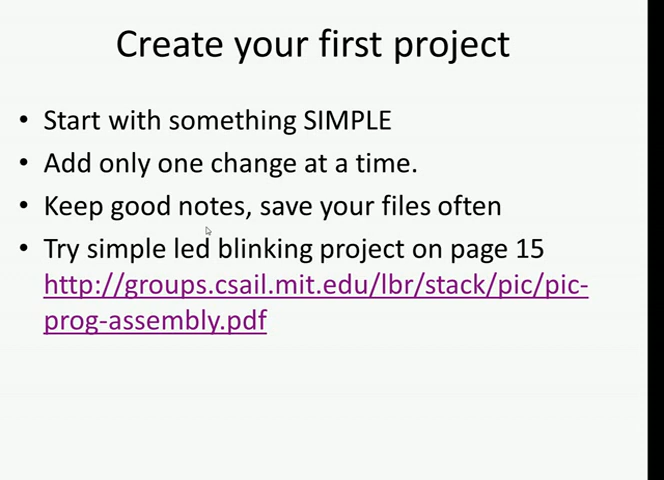 Create your first project
• Start with something SIMPLE
• Add only one change at a time.
• Keep good notes, save your files often
• Try simple led blinking project on page 15
http://groups.csail.mit.edu/lbr/stack/pic/pic-
prog-assembly.pdf